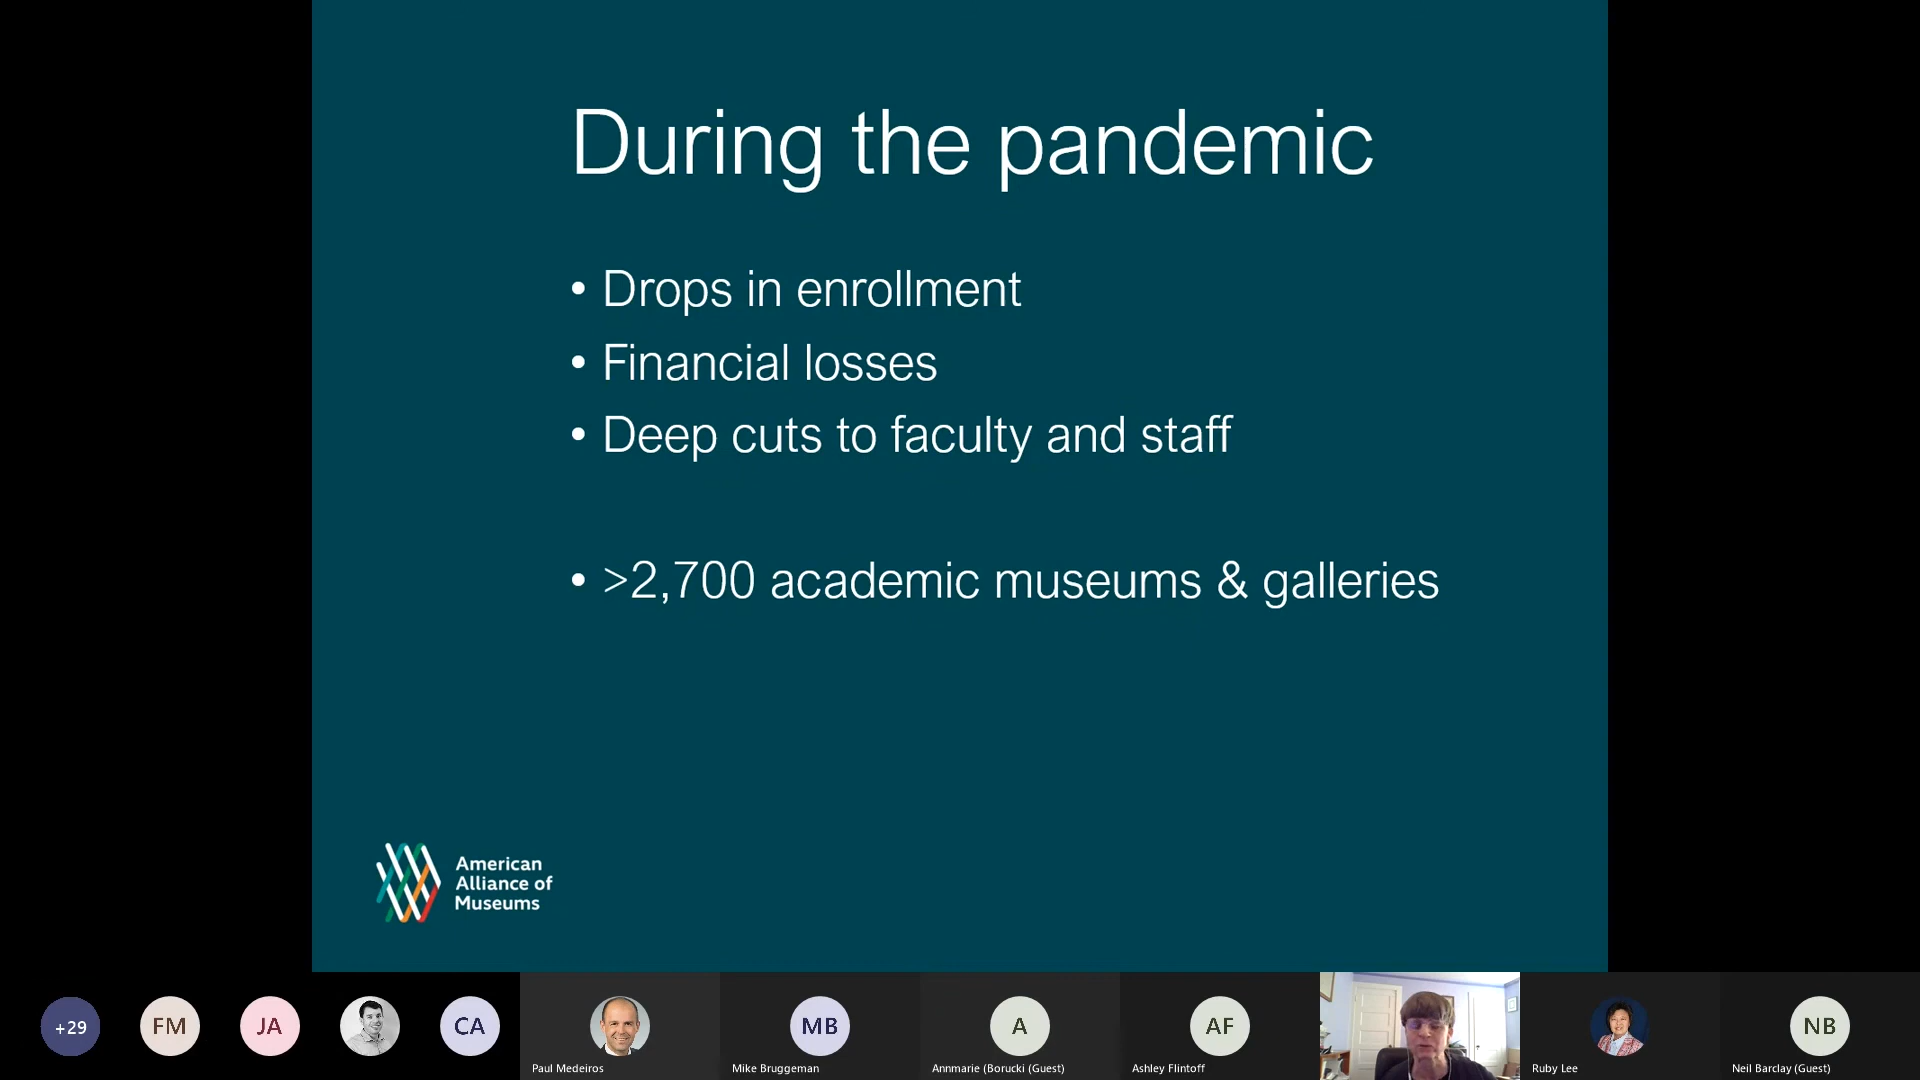 During the pandemic
• Drops in enrollment
• Financial losses
• Deep cuts to faculty and staff
• >2,700 academic museums & galleries
American
Alliance of
Museums
+29
FM
JA
CA
MB
A
AF
NB
Paul Medeiros
Mike Bruggeman
Annmarie (Borucki (Guest)
Ashley Flintoff
Ruby Lee
Neil Barclay (Guest)